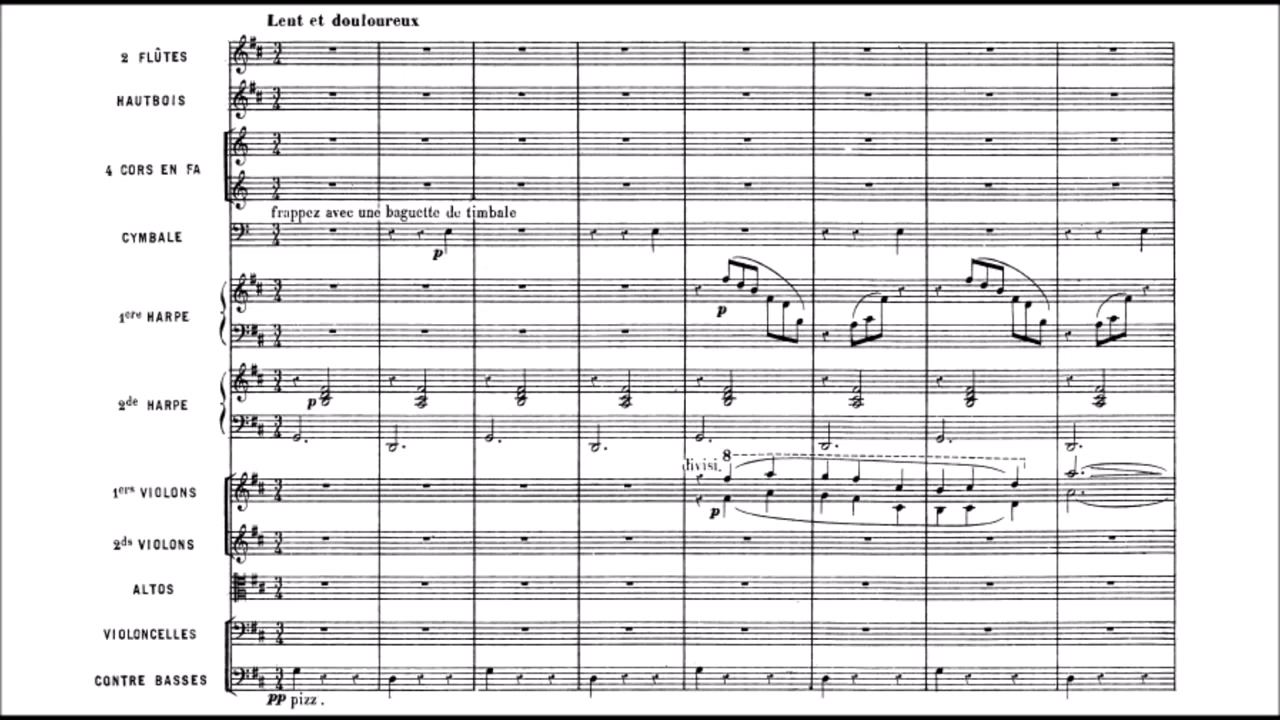 Lent et douloureux
2 FLÛTES
HAUTBOIS
4 CORS EN FA
frappez avec une baguette de timbale
CYMBALE
p
1ere HARPE
p
2de HARPE
p
divisi.
8
1ers VIOLONS
p
2ds VIOLONS
ALTOS
VIOLONCELLES
CONTRE BASSES
pp pizz.